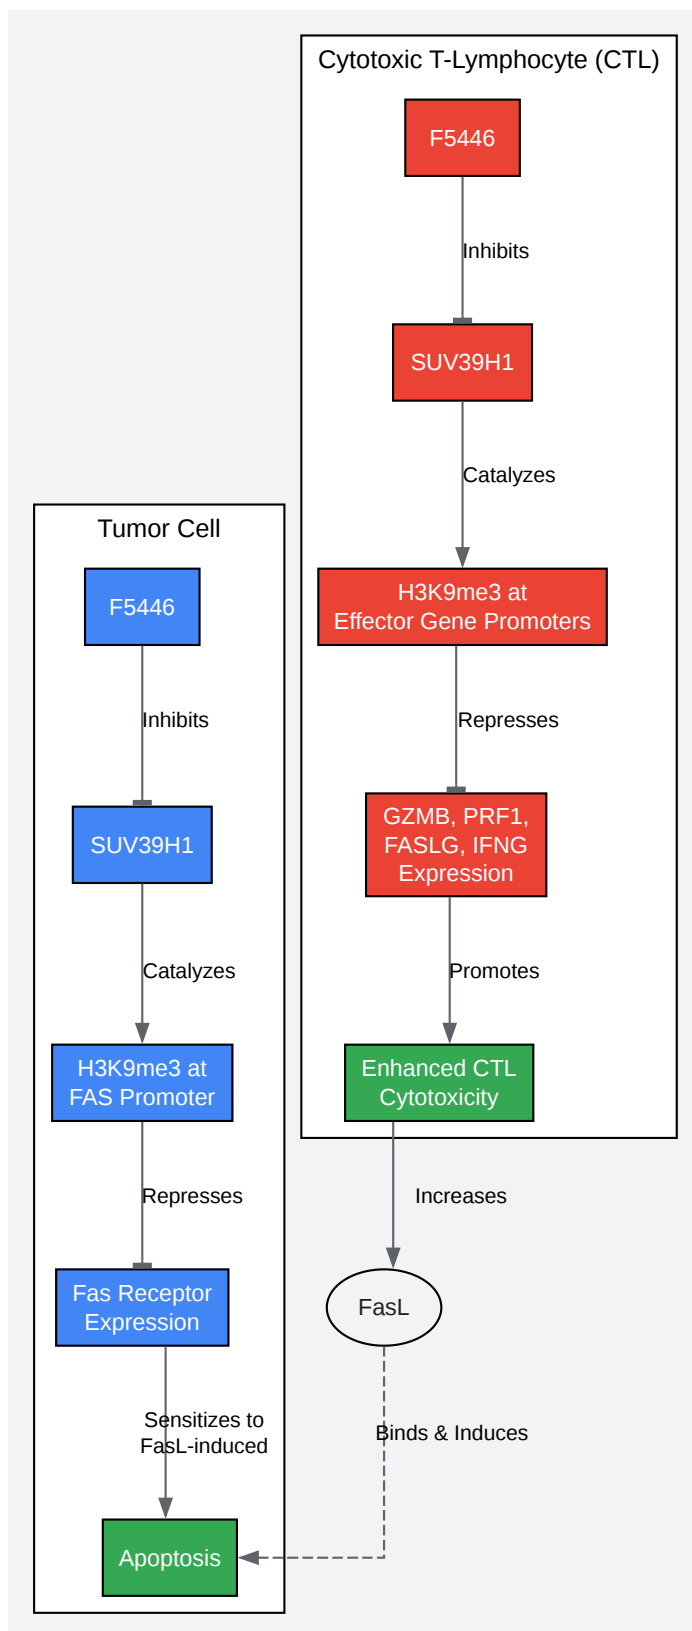 Cytotoxic T-Lymphocyte (CTL)
F5446
Inhibits
SUV39H1
Catalyzes
H3K9me3 at
Effector Gene Promoters
Represses
GZMB, PRF1,
FASLG, IFNG
Expression
Promotes
Enhanced CTL
Cytotoxicity
Increases
FasL
Binds & Induces
Tumor Cell
F5446
Inhibits
SUV39H1
Catalyzes
H3K9me3 at
FAS Promoter
Represses
Fas Receptor
Expression
Sensitizes to
FasL-induced
Apoptosis